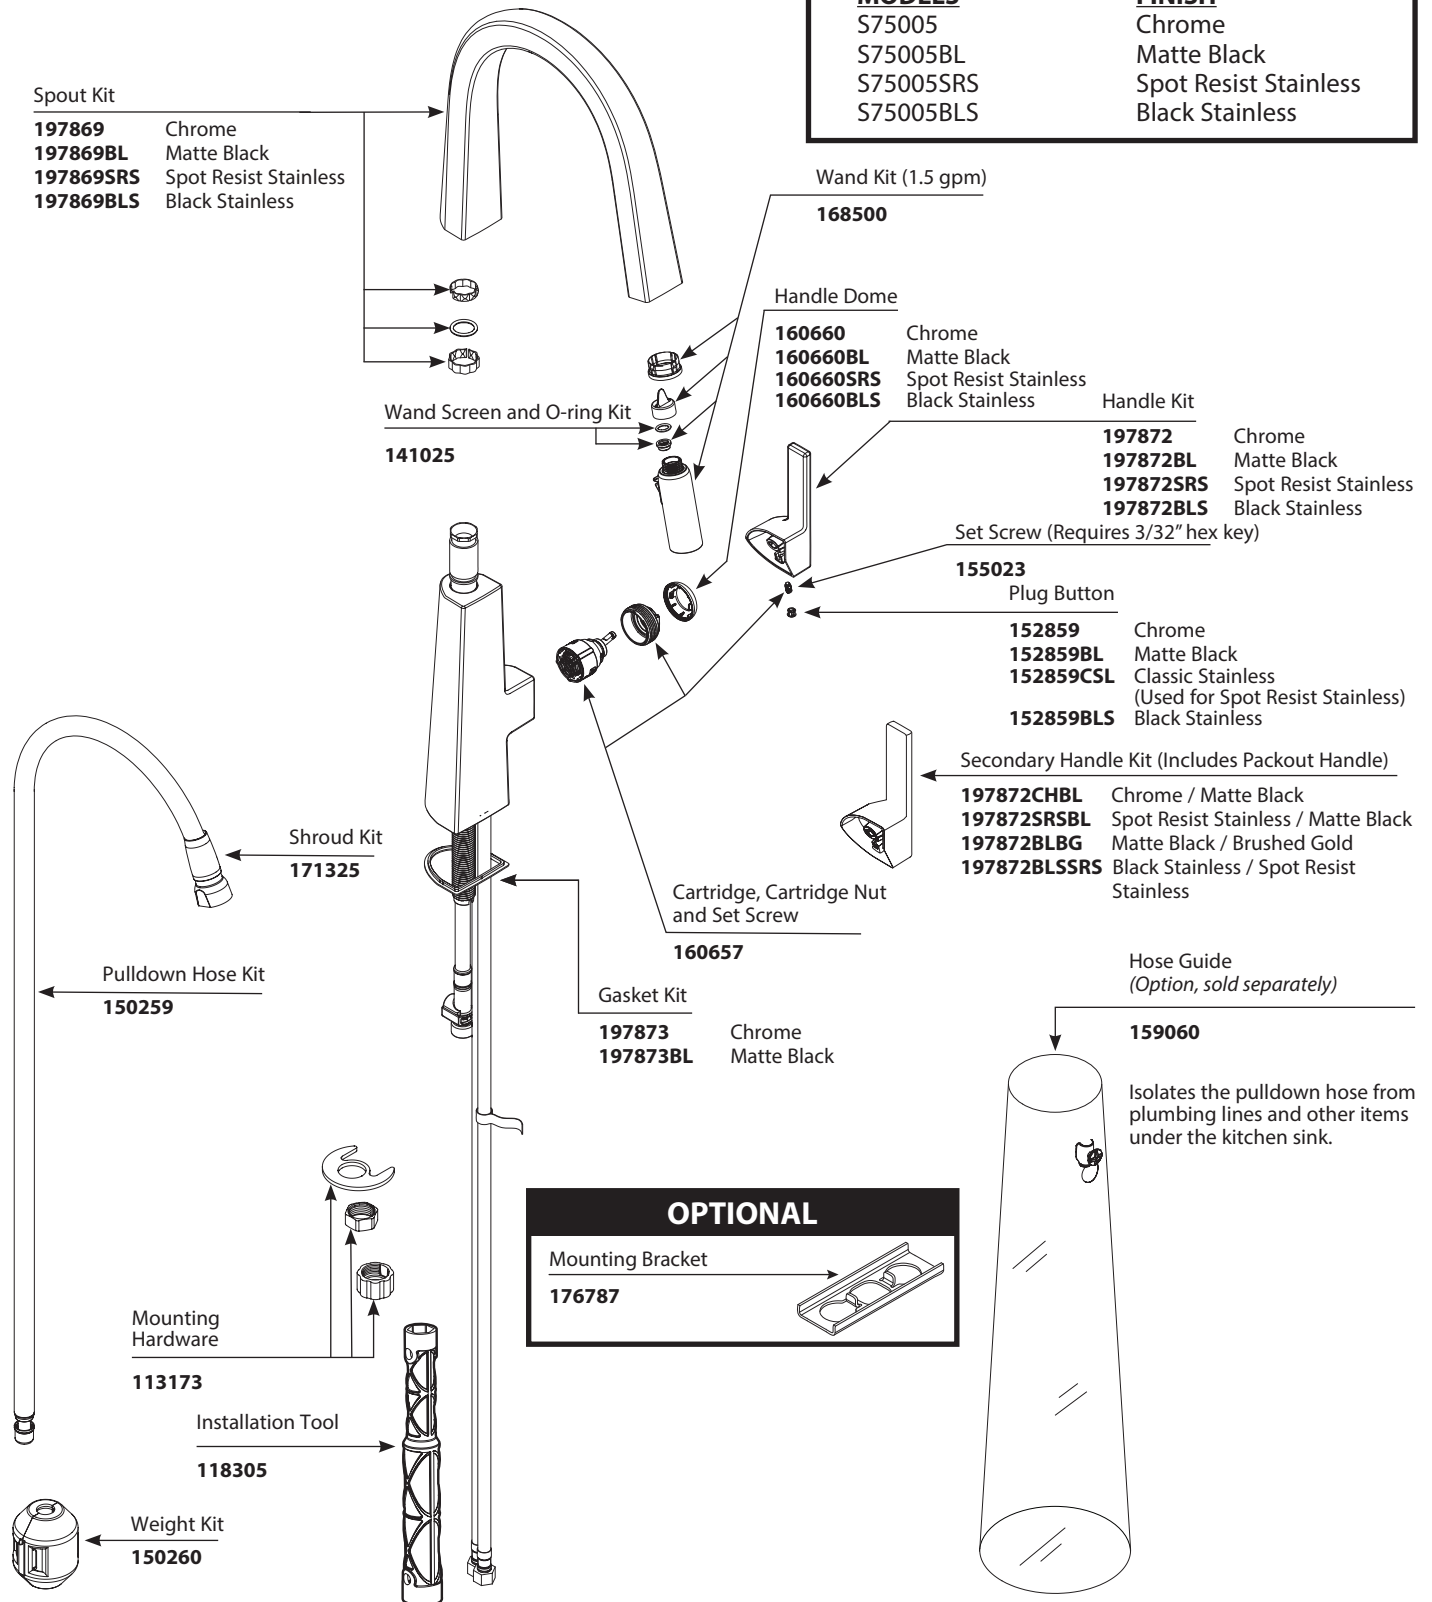 MODELS FINISH
S75005 Chrome
S75005BL Matte Black
S75005SRS Spot Resist Stainless
S75005BLS Black Stainless
Spout Kit
197869 Chrome
197869BL Matte Black
197869SRS Spot Resist Stainless
197869BLS Black Stainless
Wand Kit (1.5 gpm)
168500
Handle Dome
160660 Chrome
160660BL Matte Black
160660SRS Spot Resist Stainless
160660BLS Black Stainless
Wand Screen and O-ring Kit
141025
Handle Kit
197872 Chrome
197872BL Matte Black
197872SRS Spot Resist Stainless
197872BLS Black Stainless
Set Screw (Requires 3/32" hex key)
155023
Plug Button
152859 Chrome
152859BL Matte Black
152859CSL Classic Stainless
(Used for Spot Resist Stainless)
152859BLS Black Stainless
Secondary Handle Kit (Includes Packout Handle)
197872CHBL Chrome / Matte Black
197872SRSBL Spot Resist Stainless / Matte Black
197872BLBG Matte Black / Brushed Gold
197872BLSSRS Black Stainless / Spot Resist
Stainless
Shroud Kit
171325
Cartridge, Cartridge Nut
and Set Screw
160657
Pulldown Hose Kit
150259
Gasket Kit
197873 Chrome
197873BL Matte Black
Hose Guide
(Option, sold separately)
159060
Isolates the pulldown hose from
plumbing lines and other items
under the kitchen sink.
OPTIONAL
Mounting Bracket
176787
Mounting
Hardware
113173
Installation Tool
118305
Weight Kit
150260